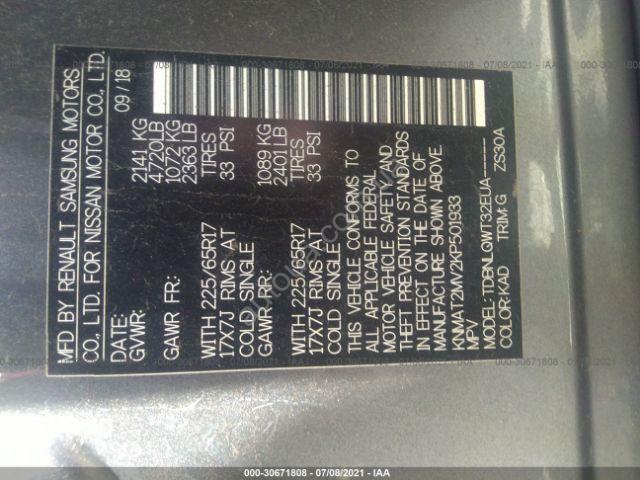 MFD BY RENAULT SAMSUNG MOTORS
CO., LTD. FOR NISSAN MOTOR CO., LTD.
DATE: 09/18
GVWR: 2141 KG
4720LB
GAWR FR: 1072 KG
2363 LB
WITH 225/65R17 TIRES
17X7J RIMS AT 33 PSI
COLD SINGLE
GAWR RR: 1089 KG
2401 LB
WITH 225/65R17 TIRES
17X7J RIMS AT 33 PSI
COLD SINGLE
THIS VEHICLE CONFORMS TO
ALL APPLICABLE FEDERAL
MOTOR VEHICLE SAFETY AND
THEFT PREVENTION STANDARDS
IN EFFECT ON THE DATE OF
MANUFACTURE SHOWN ABOVE.
KNMAT2MV2KP501933
MPV
MODEL: TDBNLGWT32EUA-----
COLOR:KAD TRIM:G ZS30A
000-30671808 - 07/08/2021 - IAA